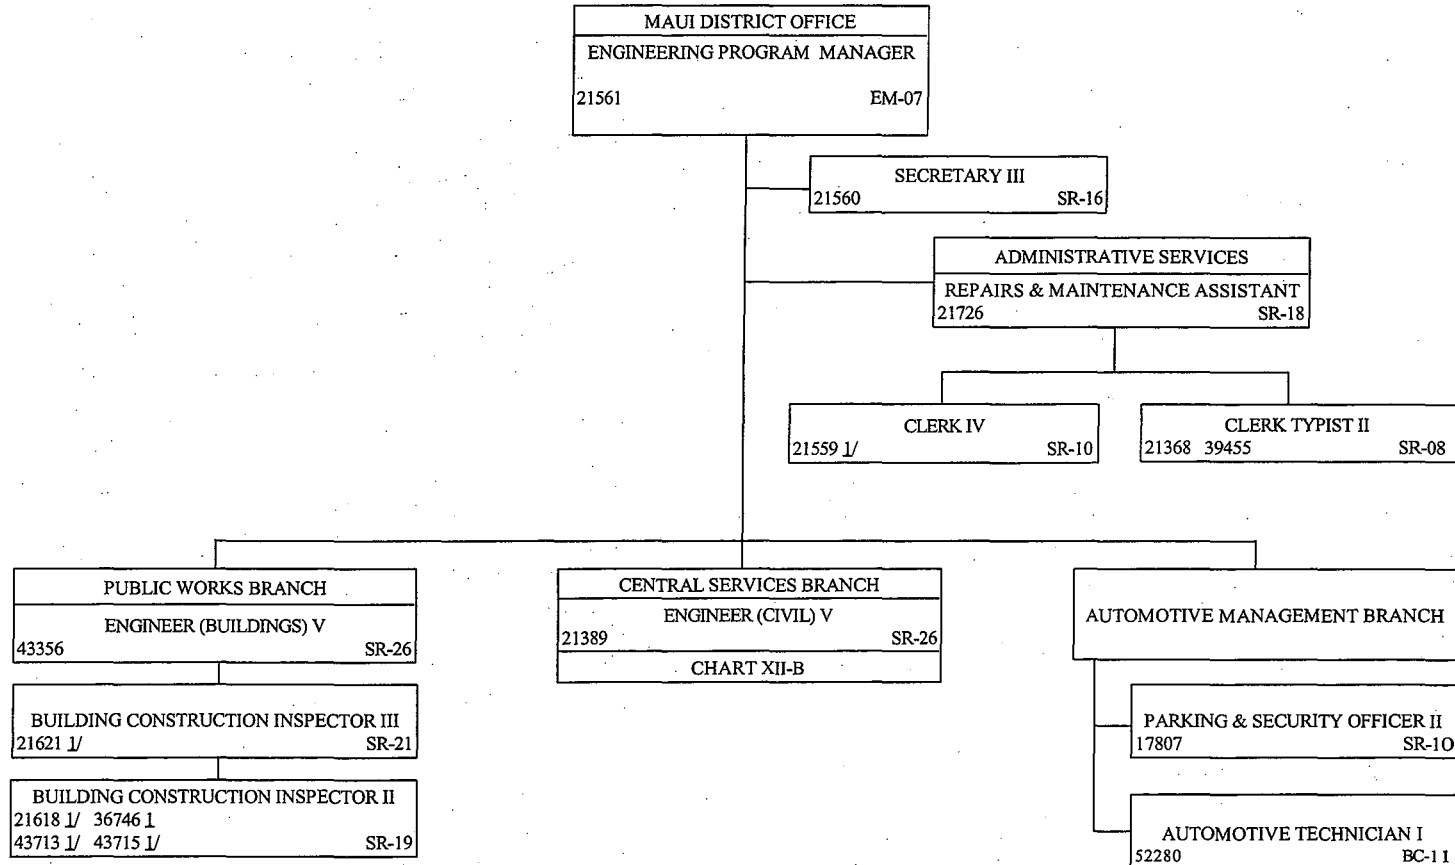 MAUI DISTRICT OFFICE
ENGINEERING PROGRAM MANAGER
21561 EM-07
SECRETARY III
21560 SR-16
ADMINISTRATIVE SERVICES
REPAIRS & MAINTENANCE ASSISTANT
21726 SR-18
CLERK IV
21559 1/ SR-10
CLERK TYPIST II
21368 39455 SR-08
PUBLIC WORKS BRANCH
ENGINEER (BUILDINGS) V
43356 SR-26
BUILDING CONSTRUCTION INSPECTOR III
21621 1/ SR-21
BUILDING CONSTRUCTION INSPECTOR II
21618 1/ 36746 1
43713 1/ 43715 1/ SR-19
CENTRAL SERVICES BRANCH
ENGINEER (CIVIL) V
21389 SR-26
CHART XII-B
AUTOMOTIVE MANAGEMENT BRANCH
PARKING & SECURITY OFFICER II
17807 SR-10
AUTOMOTIVE TECHNICIAN I
52280 BC-11